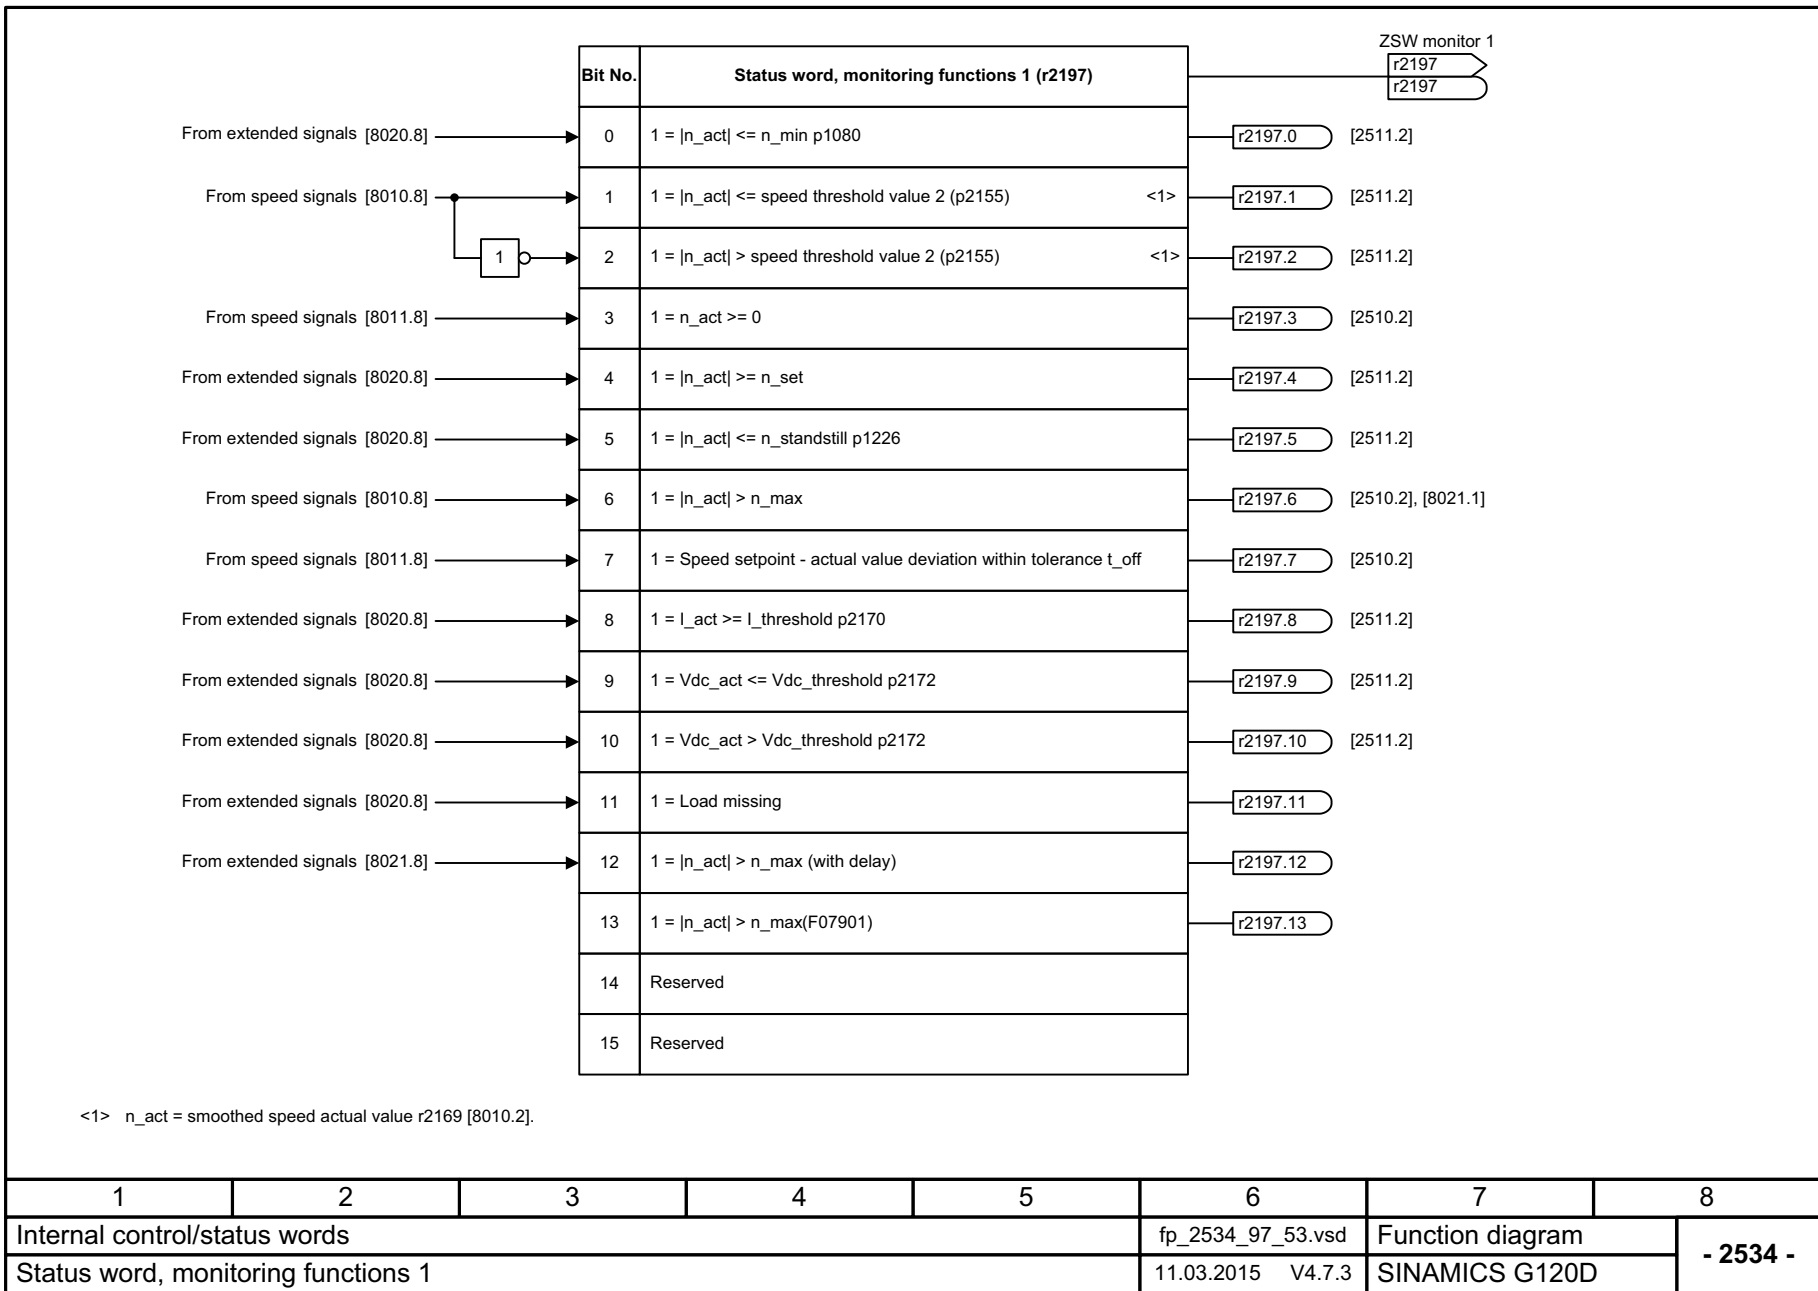 ZSW monitor 1
Bit No. Status word, monitoring functions 1 (r2197) r2197
r2197
From extended signals [8020.8] 0 1 = |n_act| <= n_min p1080 r2197.0 [2511.2]
From speed signals [8010.8] 1 1 = |n_act| <= speed threshold value 2 (p2155) <1> r2197.1 [2511.2]
1 2 1 = |n_act| > speed threshold value 2 (p2155) <1> r2197.2 [2511.2]
From speed signals [8011.8] 3 1 = n_act >= 0 r2197.3 [2510.2]
From extended signals [8020.8] 4 1 = |n_act| >= n_set r2197.4 [2511.2]
From extended signals [8020.8] 5 1 = |n_act| <= n_standstill p1226 r2197.5 [2511.2]
From speed signals [8010.8] 6 1 = |n_act| > n_max r2197.6 [2510.2], [8021.1]
From speed signals [8011.8] 7 1 = Speed setpoint - actual value deviation within tolerance t_off r2197.7 [2510.2]
From extended signals [8020.8] 8 1 = I_act >= I_threshold p2170 r2197.8 [2511.2]
From extended signals [8020.8] 9 1 = Vdc_act <= Vdc_threshold p2172 r2197.9 [2511.2]
From extended signals [8020.8] 10 1 = Vdc_act > Vdc_threshold p2172 r2197.10 [2511.2]
From extended signals [8020.8] 11 1 = Load missing r2197.11
From extended signals [8021.8] 12 1 = |n_act| > n_max (with delay) r2197.12
13 1 = |n_act| > n_max(F07901) r2197.13
14 Reserved
15 Reserved
<1> n_act = smoothed speed actual value r2169 [8010.2].
1 2 3 4 5 6 7 8
Internal control/status words fp_2534_97_53.vsd Function diagram - 2534 -
Status word, monitoring functions 1 11.03.2015 V4.7.3 SINAMICS G120D